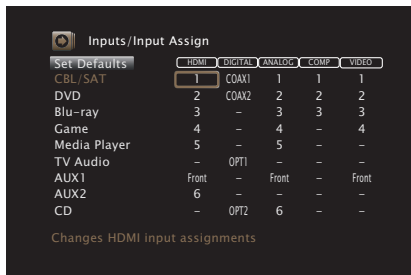 Inputs/Input Assign
Set Defaults HDMI DIGITAL ANALOG COMP VIDEO
CBL/SAT 1 COAX1 1 1 1
DVD 2 COAX2 2 2 2
Blu-ray 3 – 3 3 3
Game 4 – 4 – 4
Media Player 5 – 5 – –
TV Audio – OPT1 – – –
AUX1 Front – Front – Front
AUX2 6 – – – –
CD – OPT2 6 – –
Changes HDMI input assignments